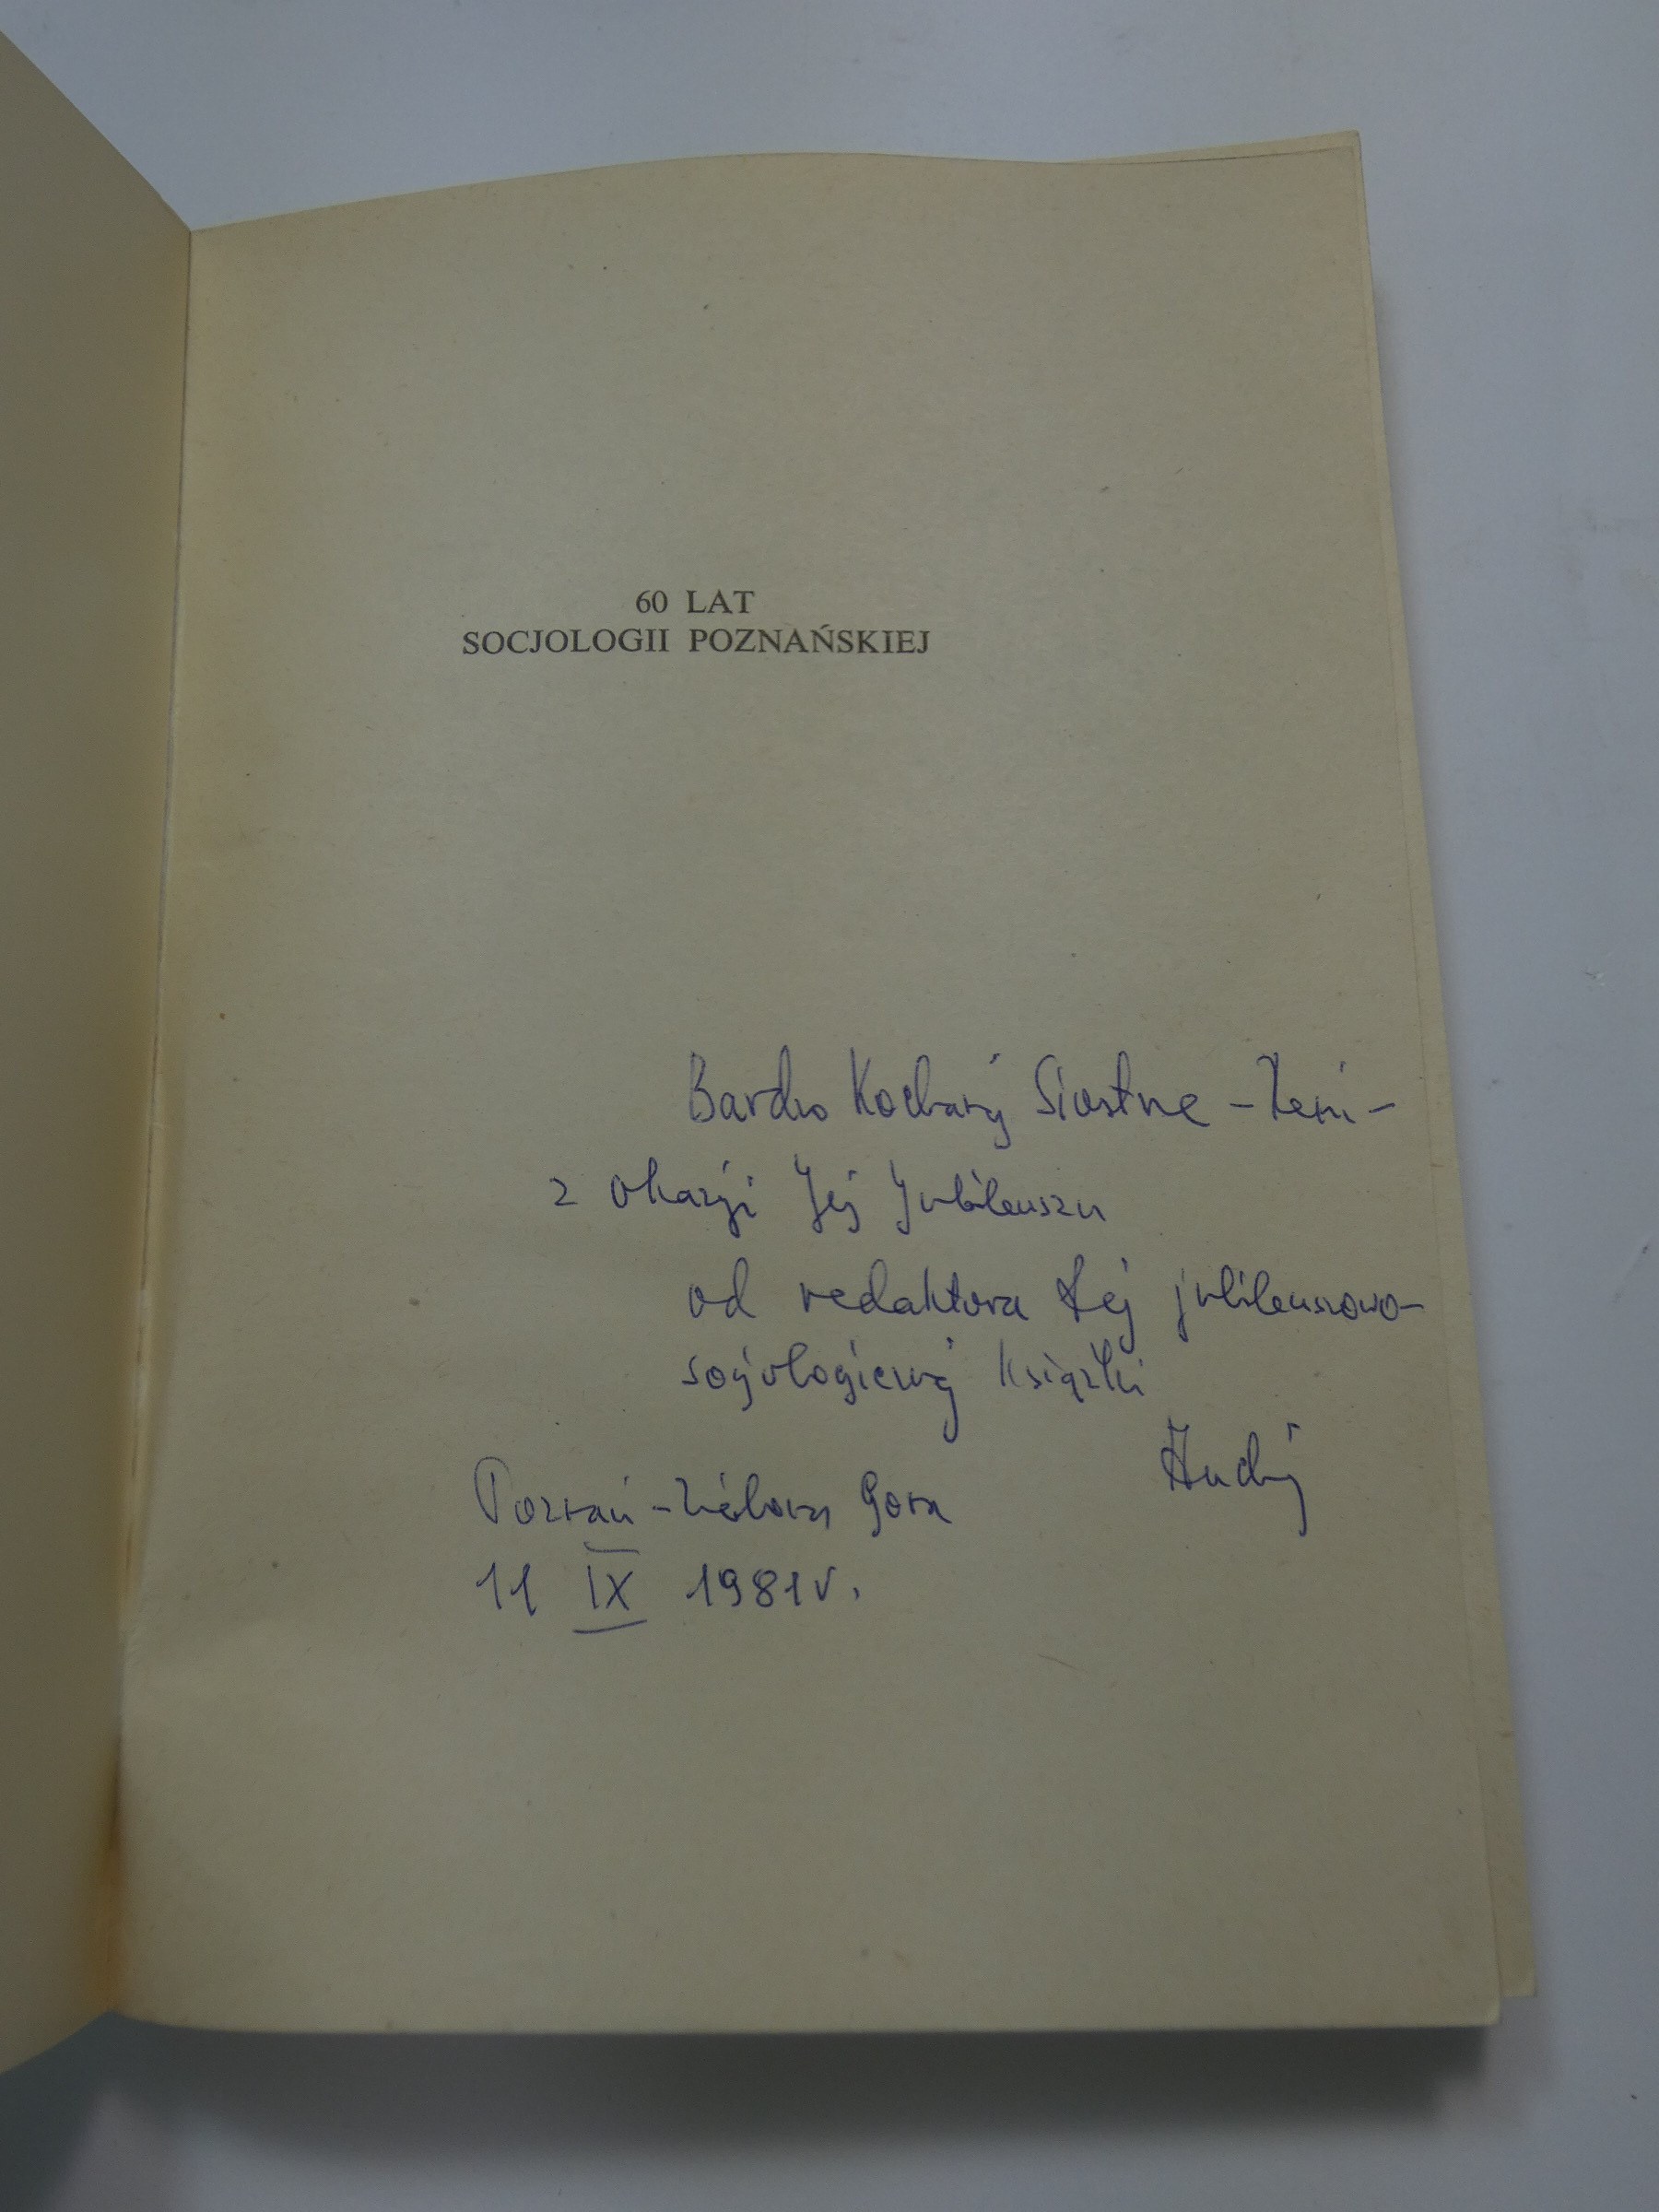 60 LAT
SOCJOLOGII POZNAŃSKIEJ
Bardzo Kochanej Siostrze -Zeni-
z okazji Jej Jubileuszu
od redaktora tej jubileuszowo-
socjologicznej książki
Andrzej
Poznań-Zielona Góra
11 IX 1981 r.